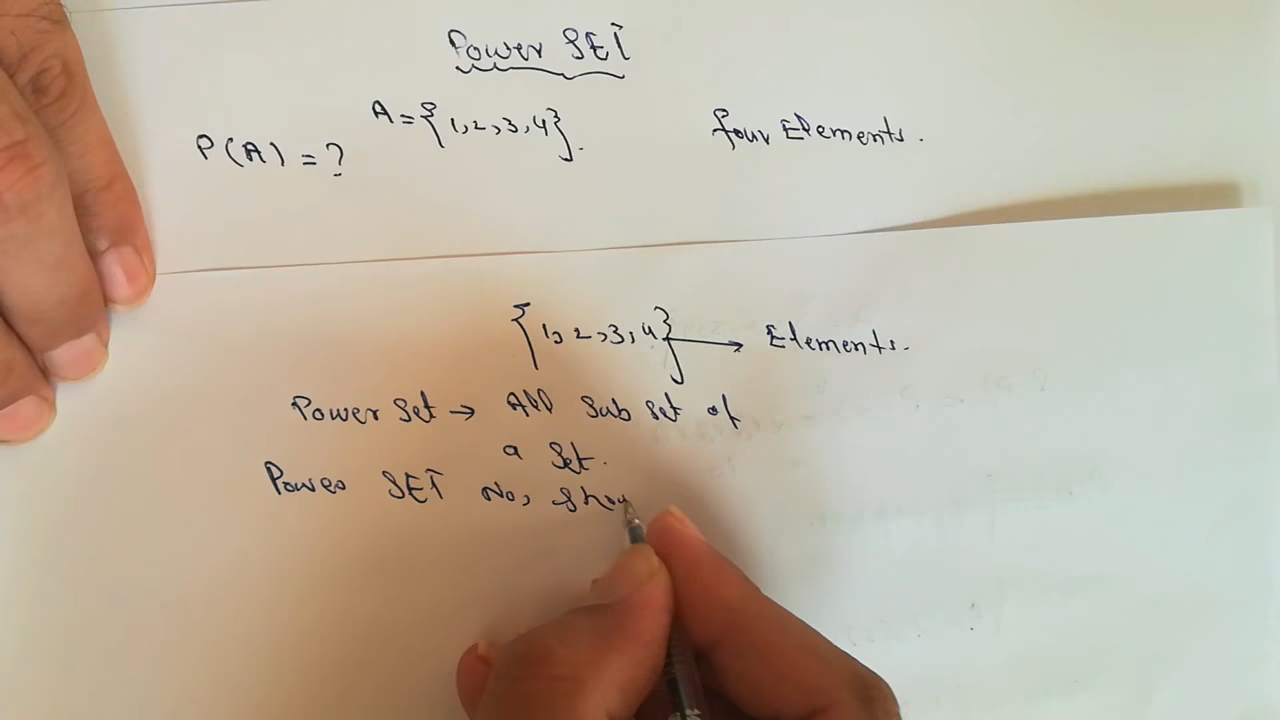 Power SET
A = {1,2,3,4}.
four Elements.
P(A) = ?
{1,2,3,4} → Elements.
Power Set → All Sub Set of
a Set.
Power SET No, Shou